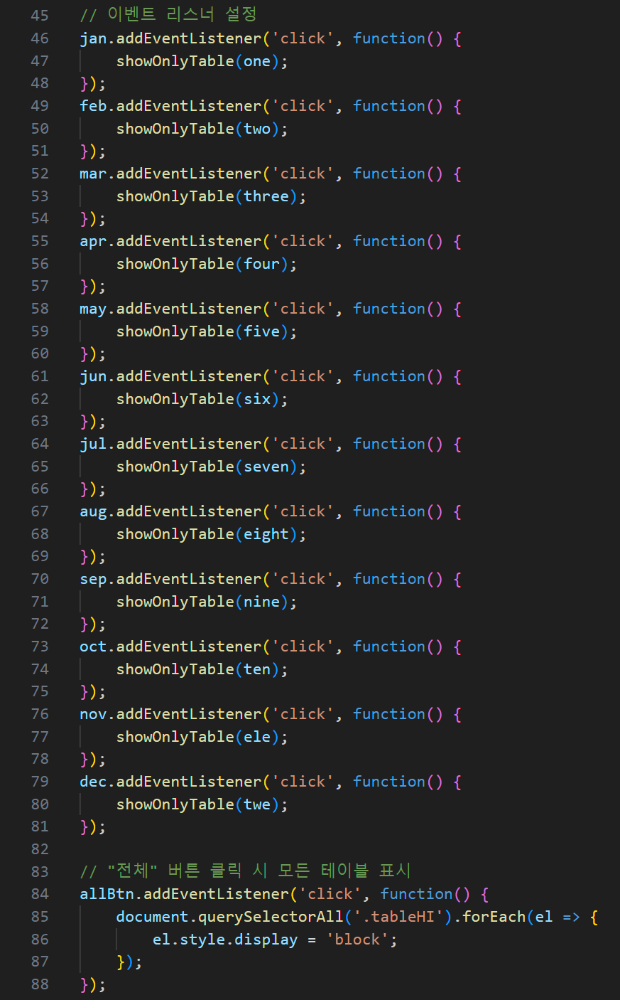 45 // 이벤트 리스너 설정
46 jan.addEventListener('click', function() {
47     showOnlyTable(one);
48 });
49 feb.addEventListener('click', function() {
50     showOnlyTable(two);
51 });
52 mar.addEventListener('click', function() {
53     showOnlyTable(three);
54 });
55 apr.addEventListener('click', function() {
56     showOnlyTable(four);
57 });
58 may.addEventListener('click', function() {
59     showOnlyTable(five);
60 });
61 jun.addEventListener('click', function() {
62     showOnlyTable(six);
63 });
64 jul.addEventListener('click', function() {
65     showOnlyTable(seven);
66 });
67 aug.addEventListener('click', function() {
68     showOnlyTable(eight);
69 });
70 sep.addEventListener('click', function() {
71     showOnlyTable(nine);
72 });
73 oct.addEventListener('click', function() {
74     showOnlyTable(ten);
75 });
76 nov.addEventListener('click', function() {
77     showOnlyTable(ele);
78 });
79 dec.addEventListener('click', function() {
80     showOnlyTable(twe);
81 });
82
83 // "전체" 버튼 클릭 시 모든 테이블 표시
84 allBtn.addEventListener('click', function() {
85     document.querySelectorAll('.tableHI').forEach(el => {
86         el.style.display = 'block';
87     });
88 });